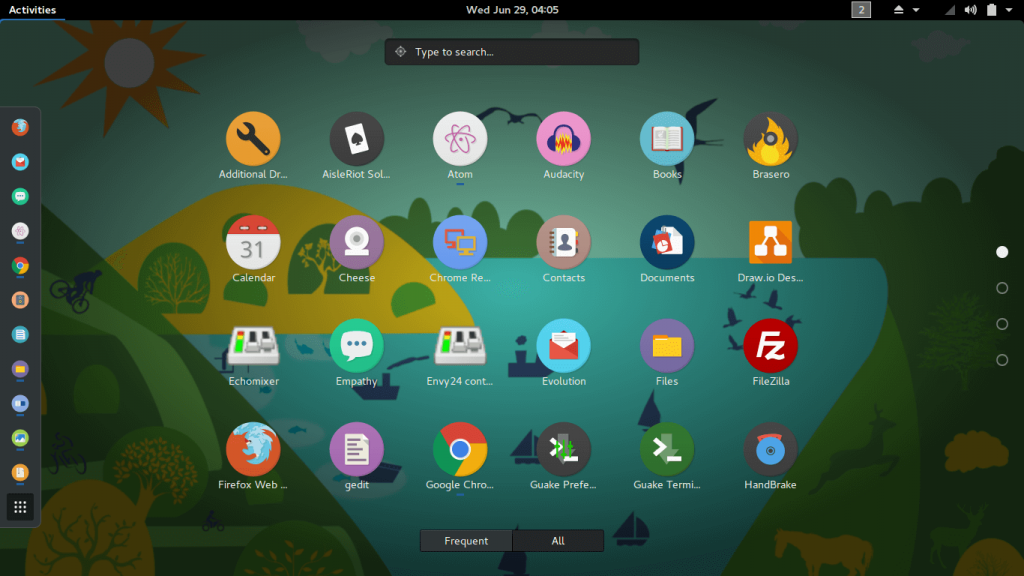 Activities
Wed Jun 29, 04:05
2
Type to search...
Additional Dr...
AisleRiot Sol...
Atom
Audacity
Books
Brasero
31
Calendar
Cheese
Chrome Re...
Contacts
Documents
Draw.io Des...
Echomixer
Empathy
Envy24 cont...
Evolution
Files
Fz
FileZilla
Firefox Web ...
gedit
Google Chro...
Guake Prefe...
Guake Termi...
HandBrake
Frequent
All